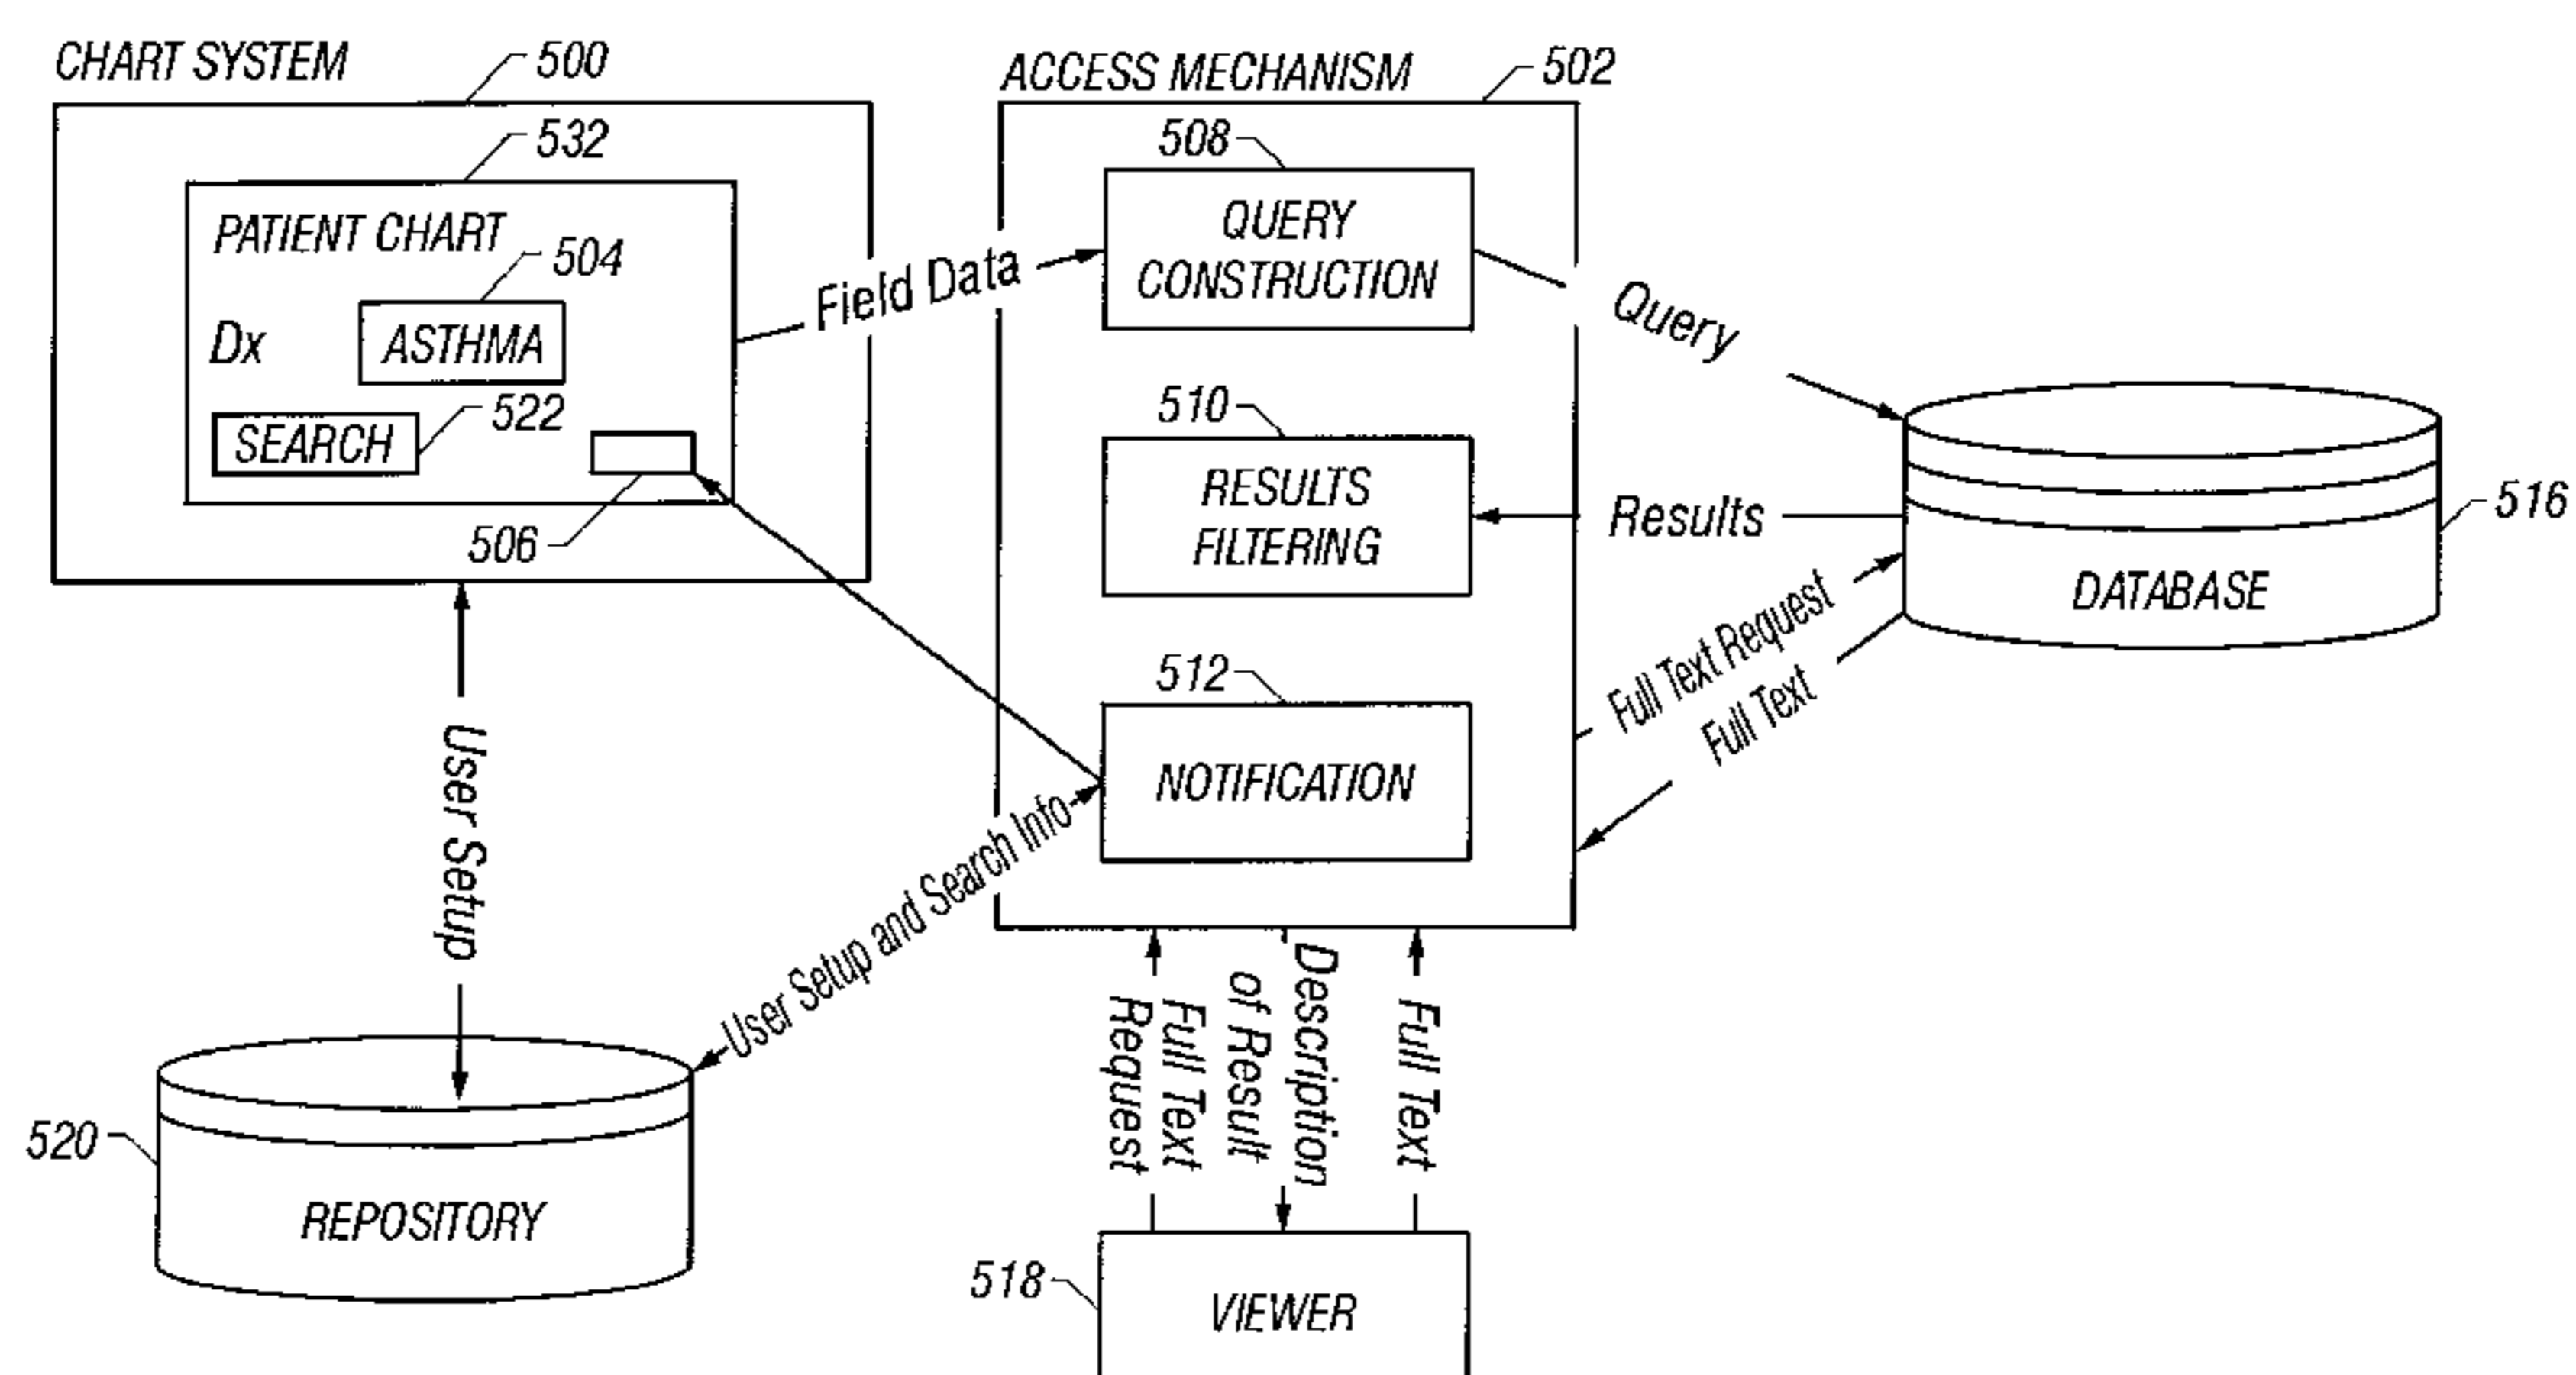 CHART SYSTEM
500
532
PATIENT CHART
504
Dx
ASTHMA
SEARCH
522
506
Field Data
ACCESS MECHANISM
502
508
QUERY
CONSTRUCTION
Query
510
RESULTS
FILTERING
Results
516
DATABASE
Full Text Request
Full Text
512
NOTIFICATION
User Setup
User Setup and Search Info
520
REPOSITORY
Full Text
Request
Description
of Result
Full Text
518
VIEWER